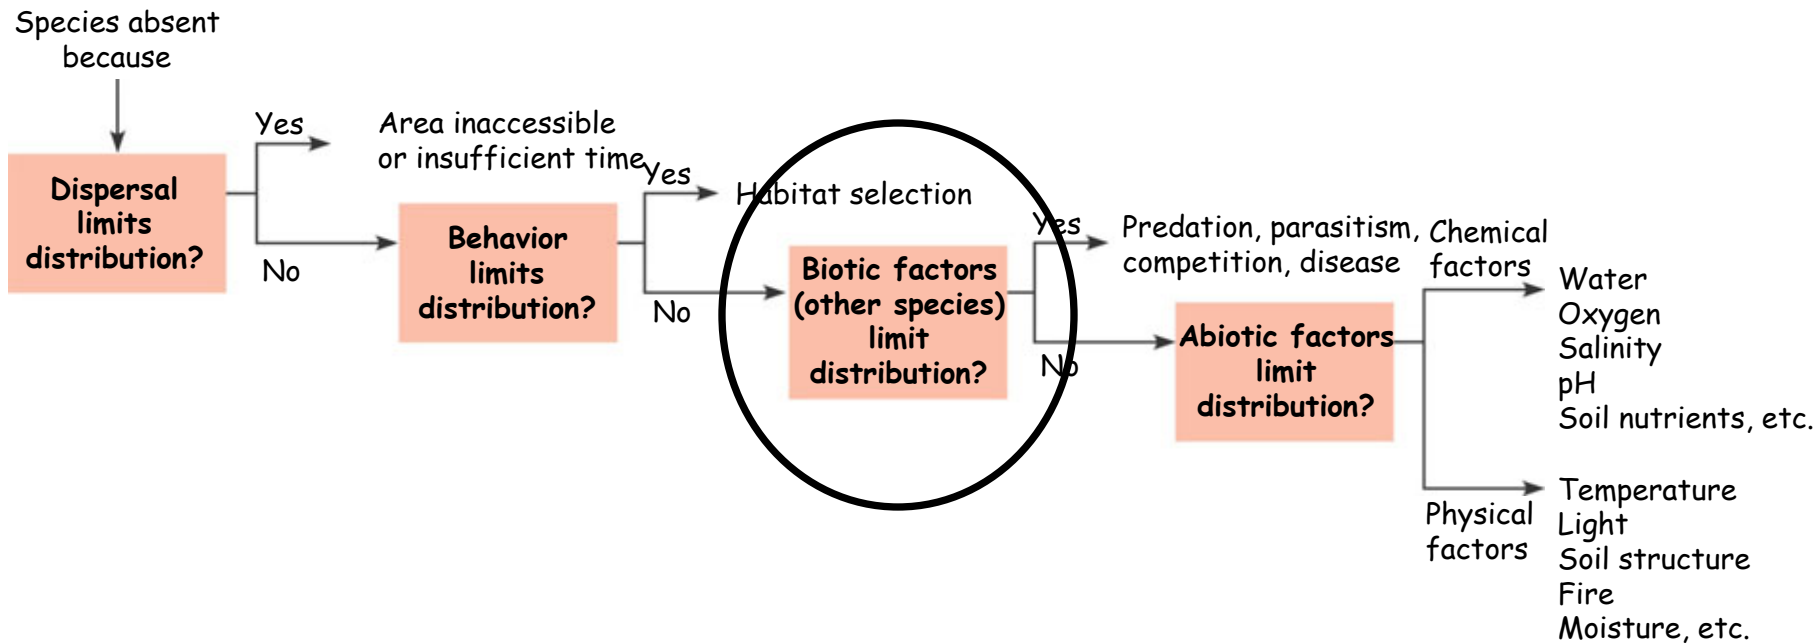 Species absent
because
Dispersal
limits
distribution?
Yes
No
Area inaccessible
or insufficient time
Behavior
limits
distribution?
Yes
No
Habitat selection
Biotic factors
(other species)
limit
distribution?
Yes
No
Predation, parasitism,
competition, disease
Abiotic factors
limit
distribution?
Chemical
factors
Water
Oxygen
Salinity
pH
Soil nutrients, etc.
Physical
factors
Temperature
Light
Soil structure
Fire
Moisture, etc.